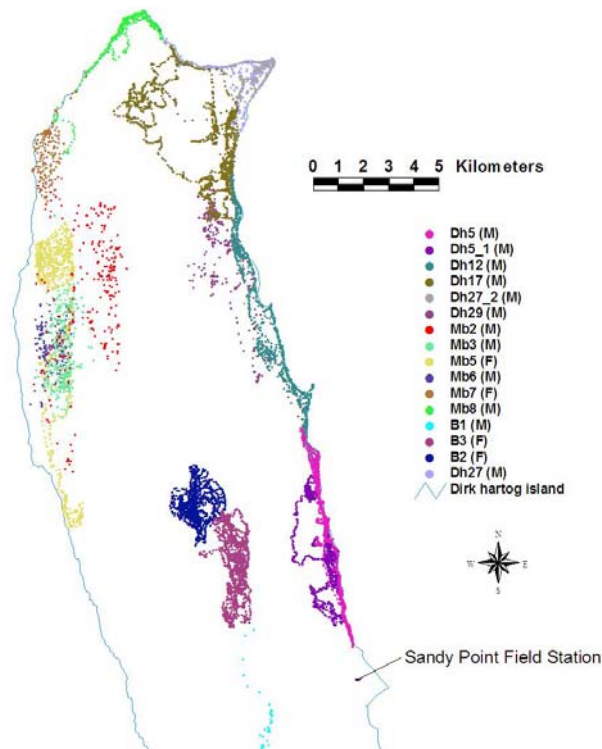 0 1 2 3 4 5 Kilometers
Dh5 (M)
Dh5_1 (M)
Dh12 (M)
Dh17 (M)
Dh27_2 (M)
Dh29 (M)
Mb2 (M)
Mb3 (M)
Mb5 (F)
Mb6 (M)
Mb7 (F)
Mb8 (M)
B1 (M)
B3 (F)
B2 (F)
Dh27 (M)
Dirk hartog island
N
W E
S
Sandy Point Field Station